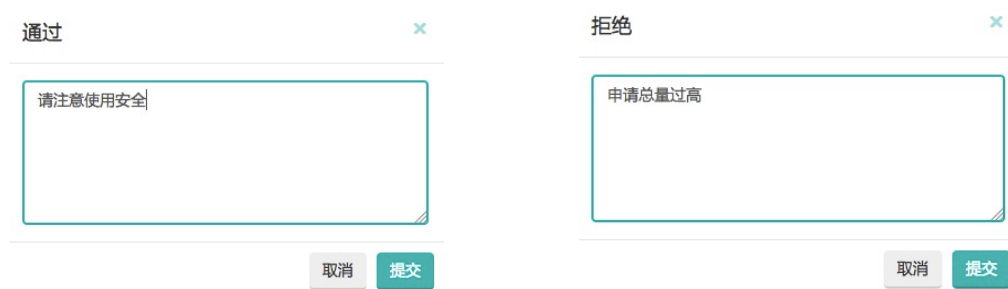 通过
请注意使用安全
取消
提交
拒绝
申请总量过高
取消
提交